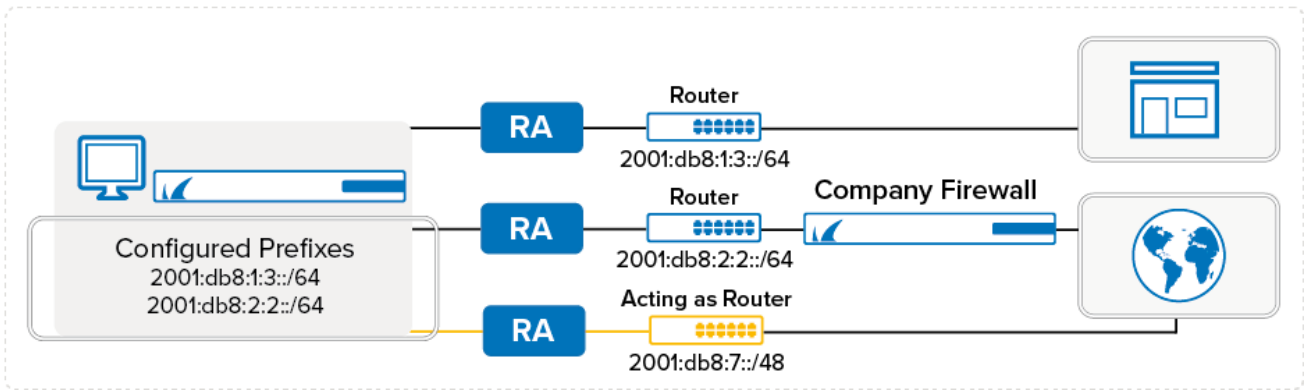 Router
RA
2001:db8:1:3::/64
Router
Company Firewall
RA
2001:db8:2:2::/64
Configured Prefixes
2001:db8:1:3::/64
2001:db8:2:2::/64
Acting as Router
RA
2001:db8:7::/48